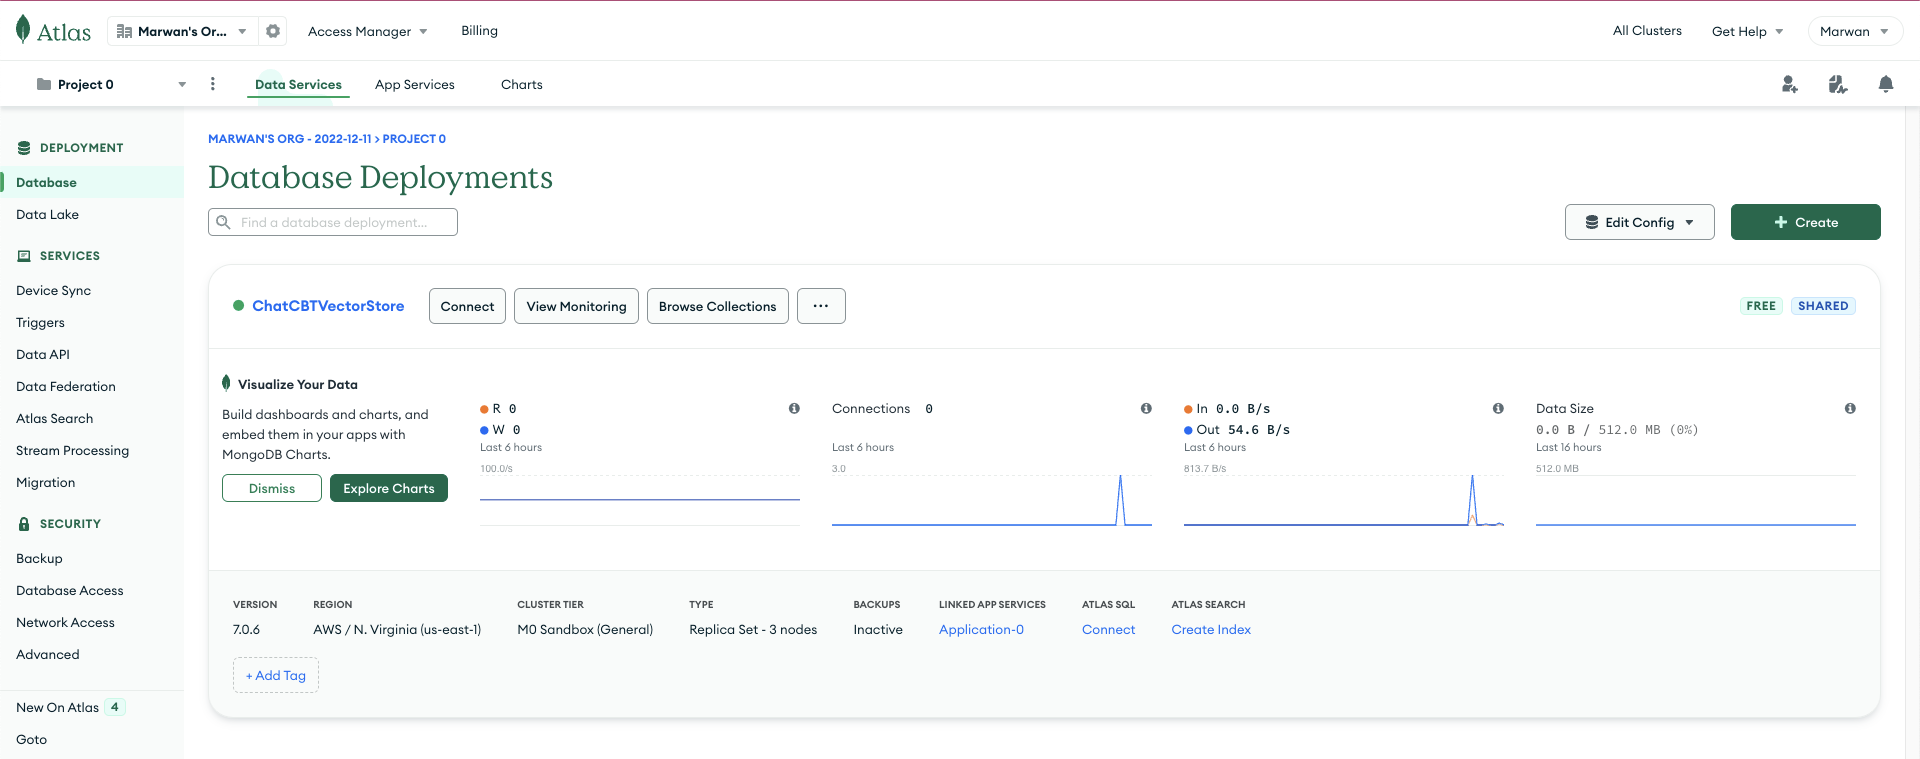 Atlas
Marwan's Or...
Access Manager
Billing
All Clusters
Get Help
Marwan
Project 0
Data Services
App Services
Charts
DEPLOYMENT
Database
Data Lake
SERVICES
Device Sync
Triggers
Data API
Data Federation
Atlas Search
Stream Processing
Migration
SECURITY
Backup
Database Access
Network Access
Advanced
New On Atlas 4
Goto
MARWAN'S ORG - 2022-12-11 > PROJECT 0
Database Deployments
Find a database deployment...
Edit Config
+ Create
ChatCBTVectorStore
Connect
View Monitoring
Browse Collections
...
FREE
SHARED
Visualize Your Data
Build dashboards and charts, and
embed them in your apps with
MongoDB Charts.
Dismiss
Explore Charts
R 0
W 0
Last 6 hours
100.0/s
Connections 0
Last 6 hours
3.0
In 0.0 B/s
Out 54.6 B/s
Last 6 hours
813.7 B/s
Data Size
0.0 B / 512.0 MB (0%)
Last 16 hours
512.0 MB
VERSION
7.0.6
REGION
AWS / N. Virginia (us-east-1)
CLUSTER TIER
M0 Sandbox (General)
TYPE
Replica Set - 3 nodes
BACKUPS
Inactive
LINKED APP SERVICES
Application-0
ATLAS SQL
Connect
ATLAS SEARCH
Create Index
+ Add Tag